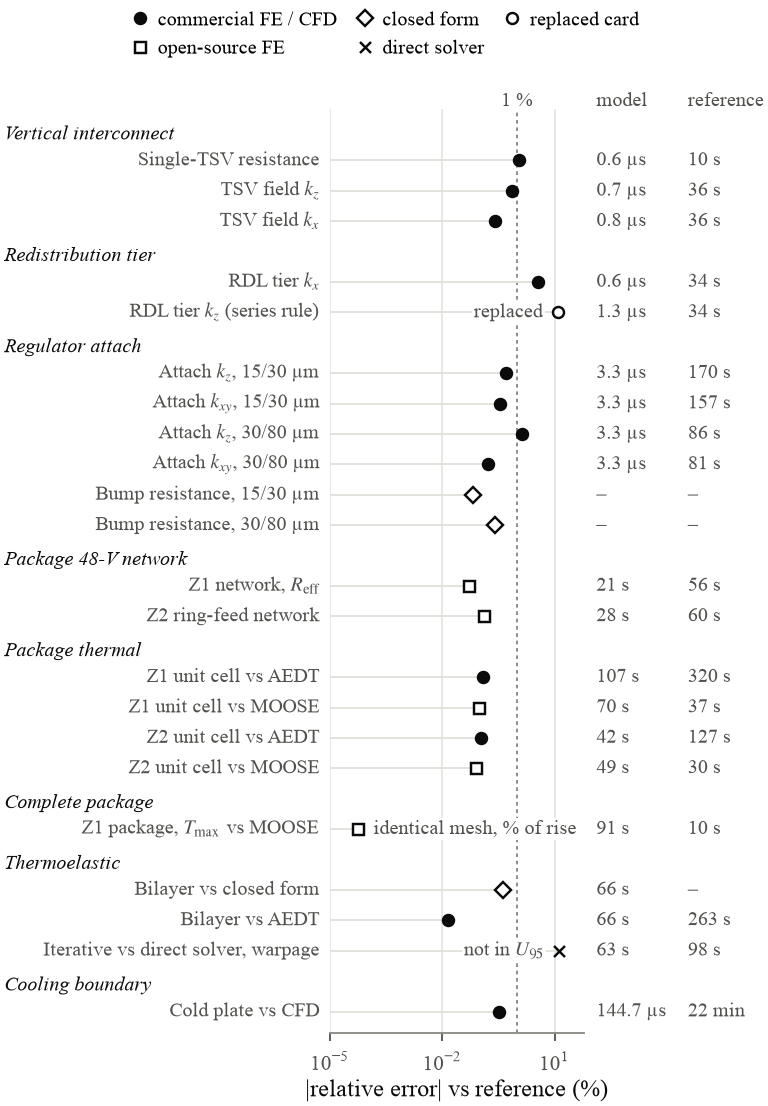 commercial FE / CFD closed form replaced card
open-source FE direct solver
1 % model reference
Vertical interconnect
Single-TSV resistance 0.6 µs 10 s
TSV field kz 0.7 µs 36 s
TSV field kx 0.8 µs 36 s
Redistribution tier
RDL tier kx 0.6 µs 34 s
RDL tier kz (series rule) replaced 1.3 µs 34 s
Regulator attach
Attach kz, 15/30 µm 3.3 µs 170 s
Attach kxy, 15/30 µm 3.3 µs 157 s
Attach kz, 30/80 µm 3.3 µs 86 s
Attach kxy, 30/80 µm 3.3 µs 81 s
Bump resistance, 15/30 µm – –
Bump resistance, 30/80 µm – –
Package 48-V network
Z1 network, Reff 21 s 56 s
Z2 ring-feed network 28 s 60 s
Package thermal
Z1 unit cell vs AEDT 107 s 320 s
Z1 unit cell vs MOOSE 70 s 37 s
Z2 unit cell vs AEDT 42 s 127 s
Z2 unit cell vs MOOSE 49 s 30 s
Complete package
Z1 package, Tmax vs MOOSE identical mesh, % of rise 91 s 10 s
Thermoelastic
Bilayer vs closed form 66 s –
Bilayer vs AEDT 66 s 263 s
Iterative vs direct solver, warpage not in U95 63 s 98 s
Cooling boundary
Cold plate vs CFD 144.7 µs 22 min
10−5 10−2 101
|relative error| vs reference (%)